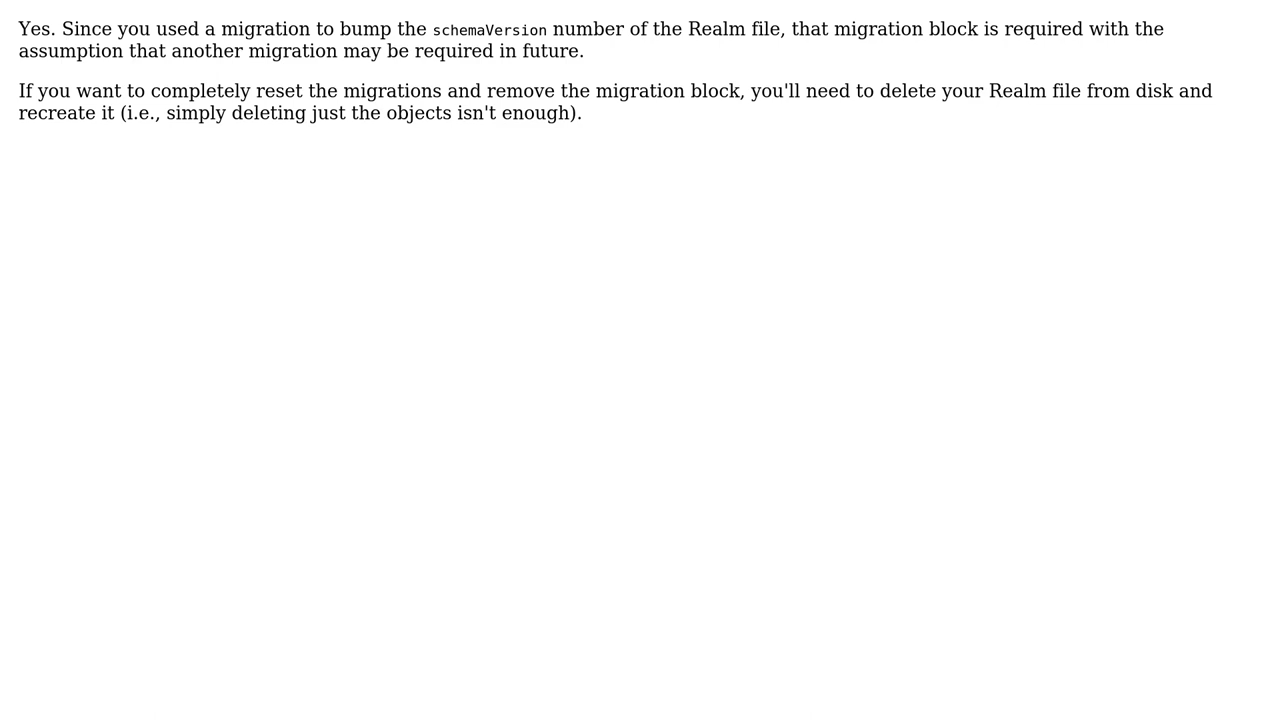 Yes. Since you used a migration to bump the schemaVersion number of the Realm file, that migration block is required with the
assumption that another migration may be required in future.
If you want to completely reset the migrations and remove the migration block, you'll need to delete your Realm file from disk and
recreate it (i.e., simply deleting just the objects isn't enough).